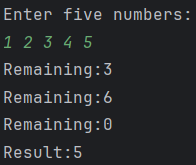 Enter five numbers:
1 2 3 4 5
Remaining:3
Remaining:6
Remaining:0
Result:5